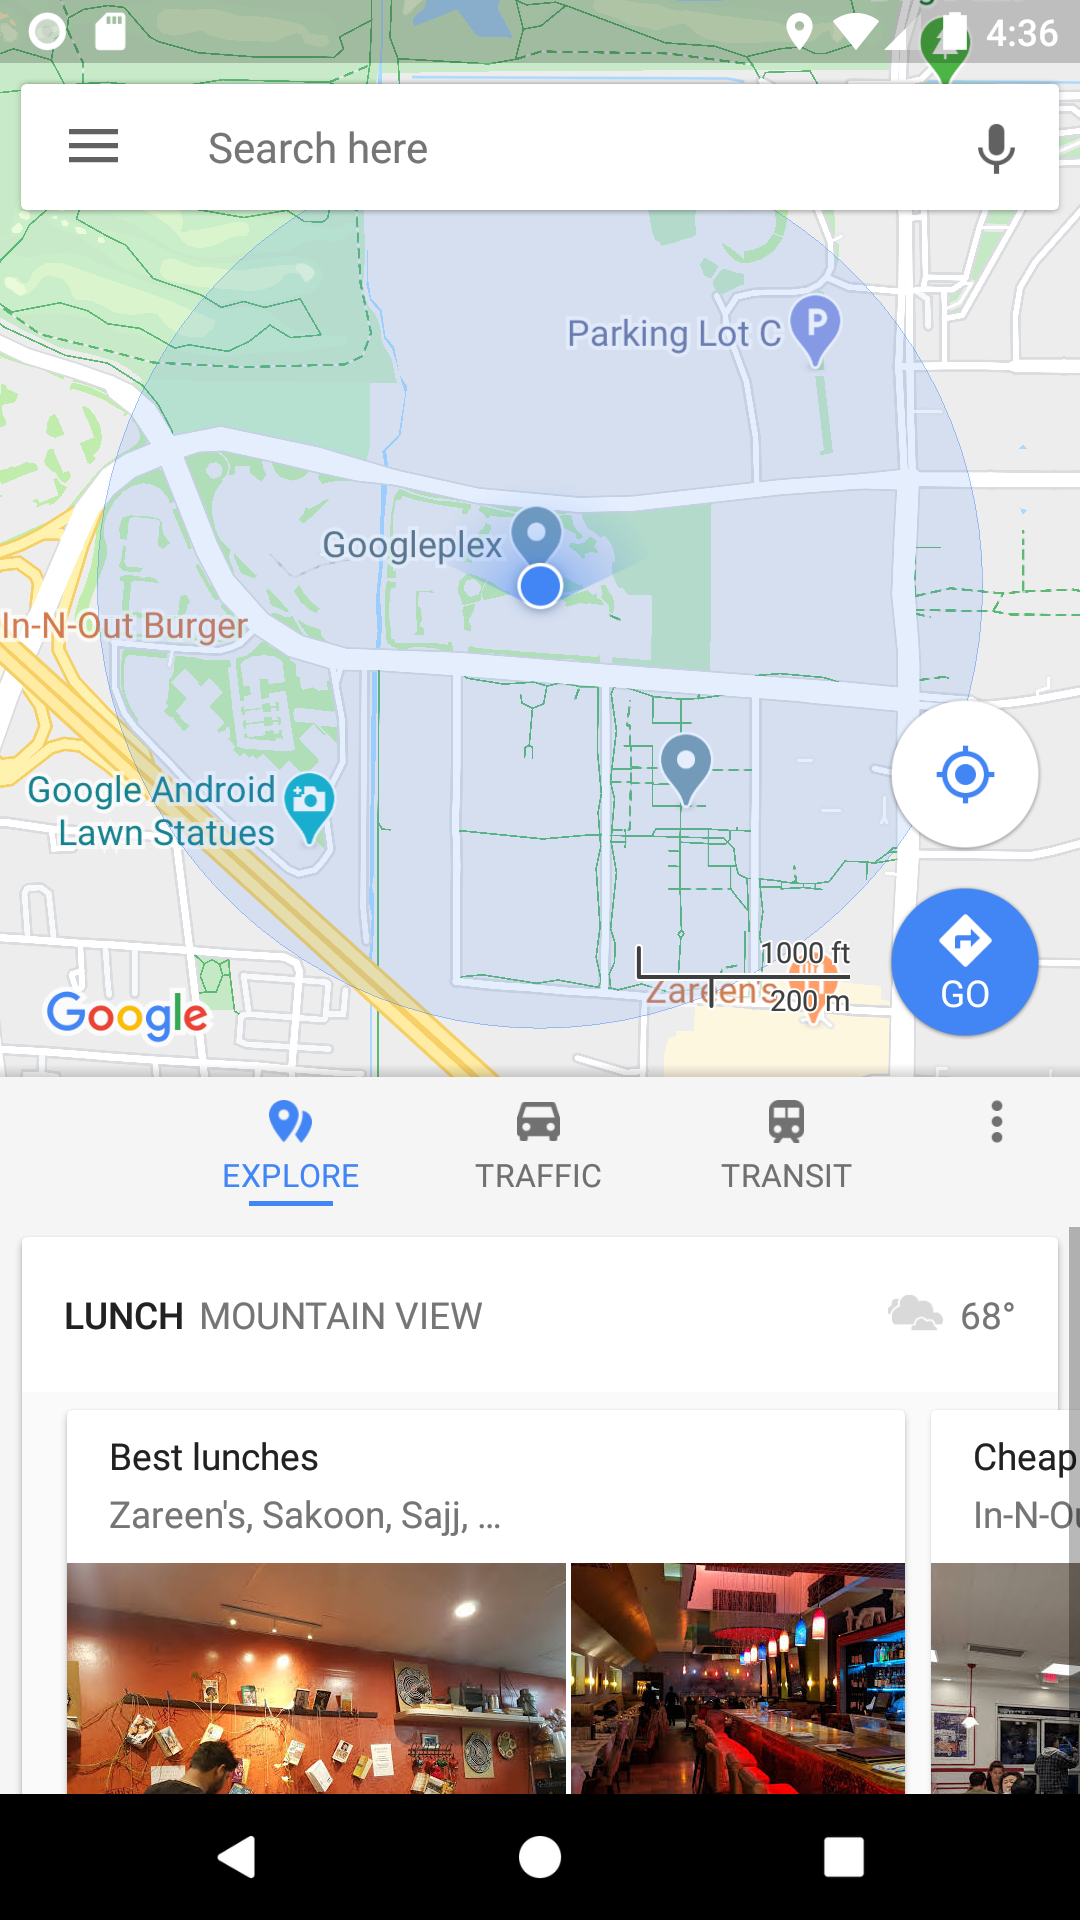 4:36
Search here
Parking Lot C
P
Googleplex
In-N-Out Burger
Google Android
Lawn Statues
1000 ft
Zareen's
200 m
Google
GO
EXPLORE
TRAFFIC
TRANSIT
LUNCH MOUNTAIN VIEW
68°
Best lunches
Zareen's, Sakoon, Sajj, ...
Cheap
In-N-Ou